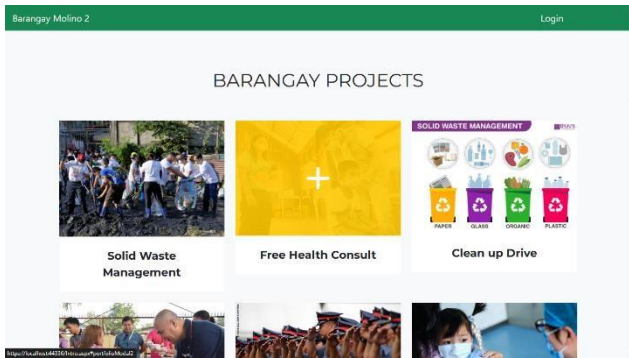 Barangay Molino 2
Login
BARANGAY PROJECTS
SOLID WASTE MANAGEMENT
PAPER
GLASS
ORGANIC
PLASTIC
Solid Waste
Management
Free Health Consult
Clean up Drive